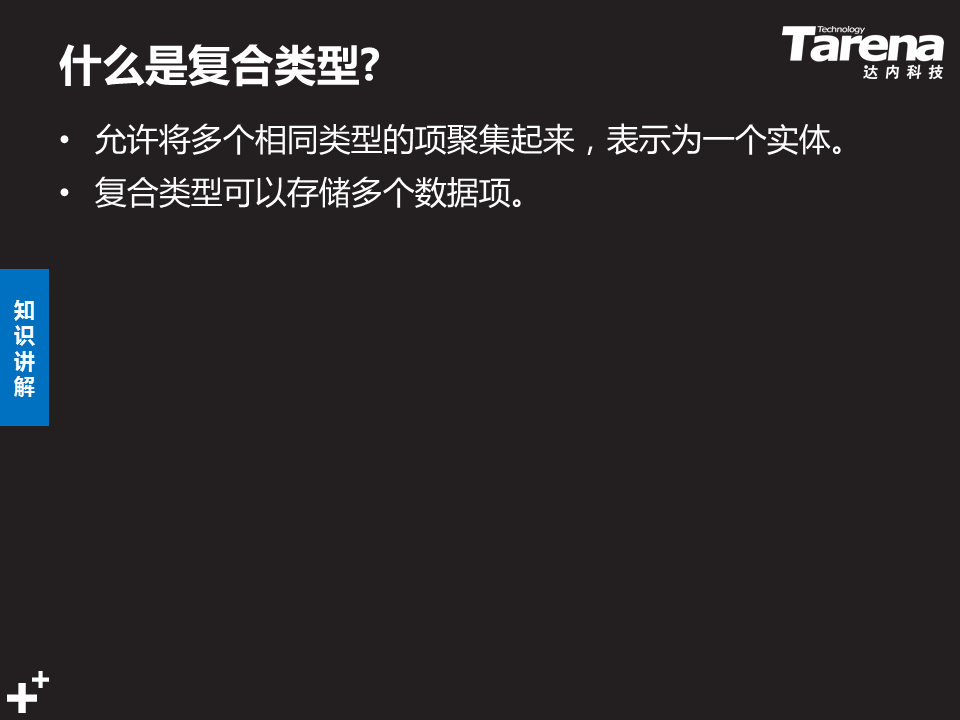 什么是复合类型?
Technology
Tarena
达内科技
• 允许将多个相同类型的项聚集起来，表示为一个实体。
• 复合类型可以存储多个数据项。
知
识
讲
解